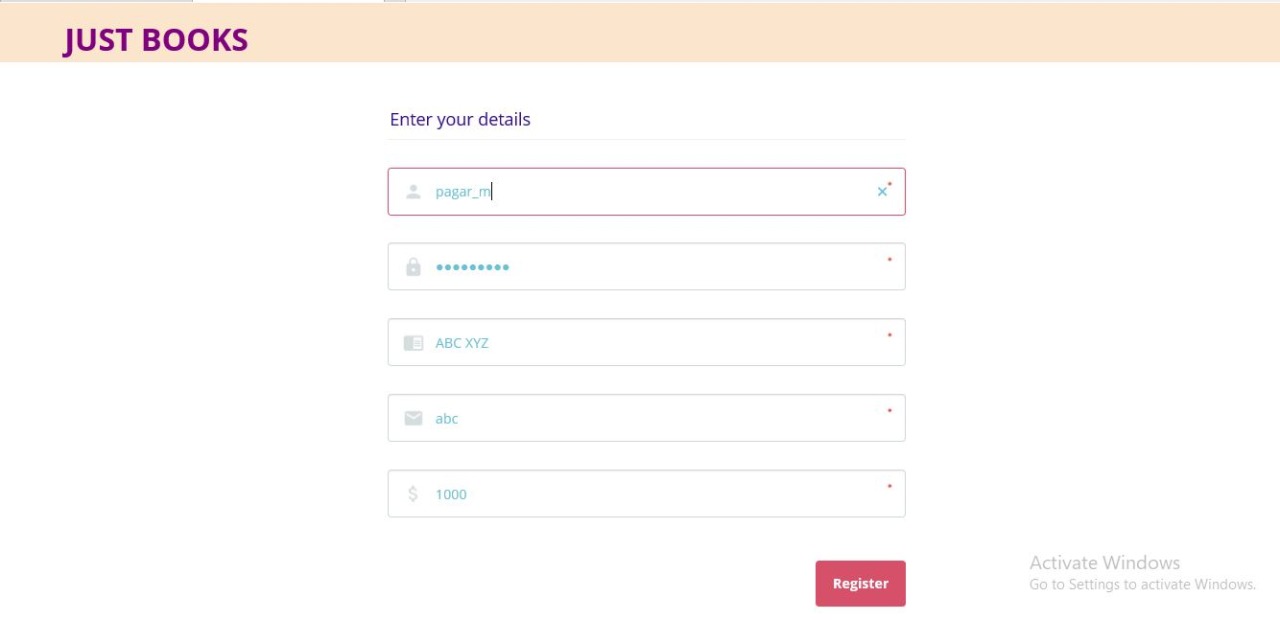 JUST BOOKS
Enter your details
pagar_m
•••••••••
ABC XYZ
abc
1000
Register
Activate Windows
Go to Settings to activate Windows.